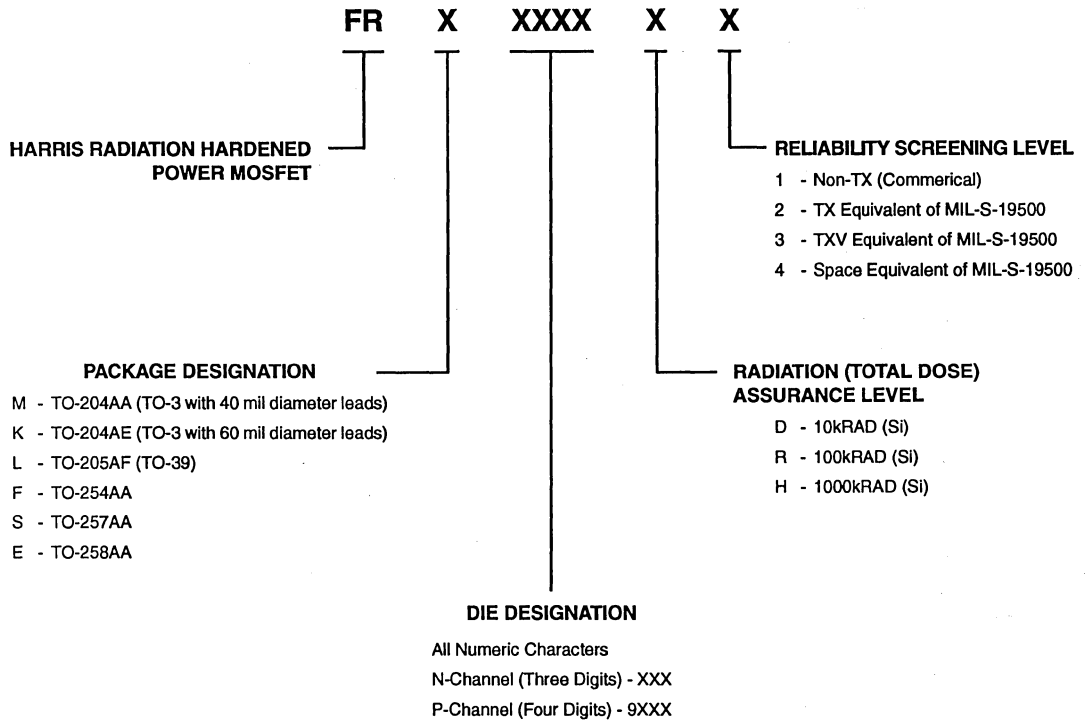 FR X XXXX X X
HARRIS RADIATION HARDENED
POWER MOSFET
RELIABILITY SCREENING LEVEL
1 - Non-TX (Commerical)
2 - TX Equivalent of MIL-S-19500
3 - TXV Equivalent of MIL-S-19500
4 - Space Equivalent of MIL-S-19500
PACKAGE DESIGNATION
M - TO-204AA (TO-3 with 40 mil diameter leads)
K - TO-204AE (TO-3 with 60 mil diameter leads)
L - TO-205AF (TO-39)
F - TO-254AA
S - TO-257AA
E - TO-258AA
RADIATION (TOTAL DOSE)
ASSURANCE LEVEL
D - 10kRAD (Si)
R - 100kRAD (Si)
H - 1000kRAD (Si)
DIE DESIGNATION
All Numeric Characters
N-Channel (Three Digits) - XXX
P-Channel (Four Digits) - 9XXX